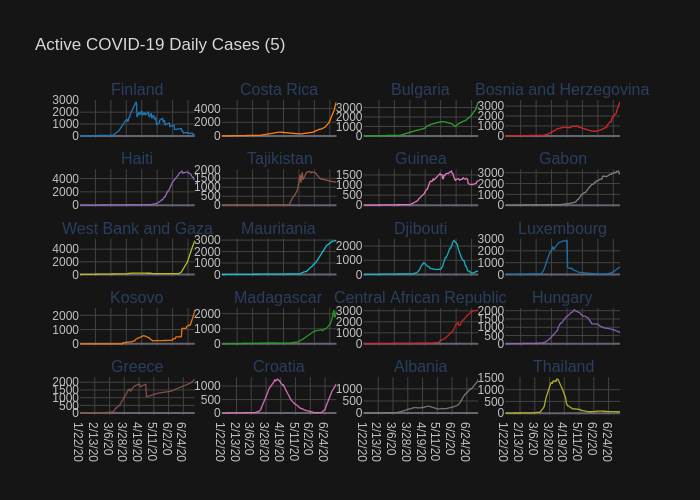 Active COVID-19 Daily Cases (5)
Finland Costa Rica Bulgaria Bosnia and Herzegovina
3000 2000 1000 0 4000 2000 0 3000 2000 1000 0 3000 2000 1000 0
Haiti Tajikistan Guinea Gabon
4000 2000 0 2000 1500 1000 500 0 1500 1000 500 0 3000 2000 1000 0
West Bank and Gaza Mauritania Djibouti Luxembourg
4000 2000 0 3000 2000 1000 0 2000 1000 0 3000 2000 1000 0
Kosovo Madagascar Central African Republic Hungary
2000 1000 0 2000 1000 0 3000 2000 1000 0 2000 1500 1000 500 0
Greece Croatia Albania Thailand
2000 1500 1000 500 0 1000 500 0 1000 500 0 1500 1000 500 0
1/22/20 2/13/20 3/6/20 3/28/20 4/19/20 5/11/20 6/2/20 6/24/20 1/22/20 2/13/20 3/6/20 3/28/20 4/19/20 5/11/20 6/2/20 6/24/20 1/22/20 2/13/20 3/6/20 3/28/20 4/19/20 5/11/20 6/2/20 6/24/20 1/22/20 2/13/20 3/6/20 3/28/20 4/19/20 5/11/20 6/2/20 6/24/20